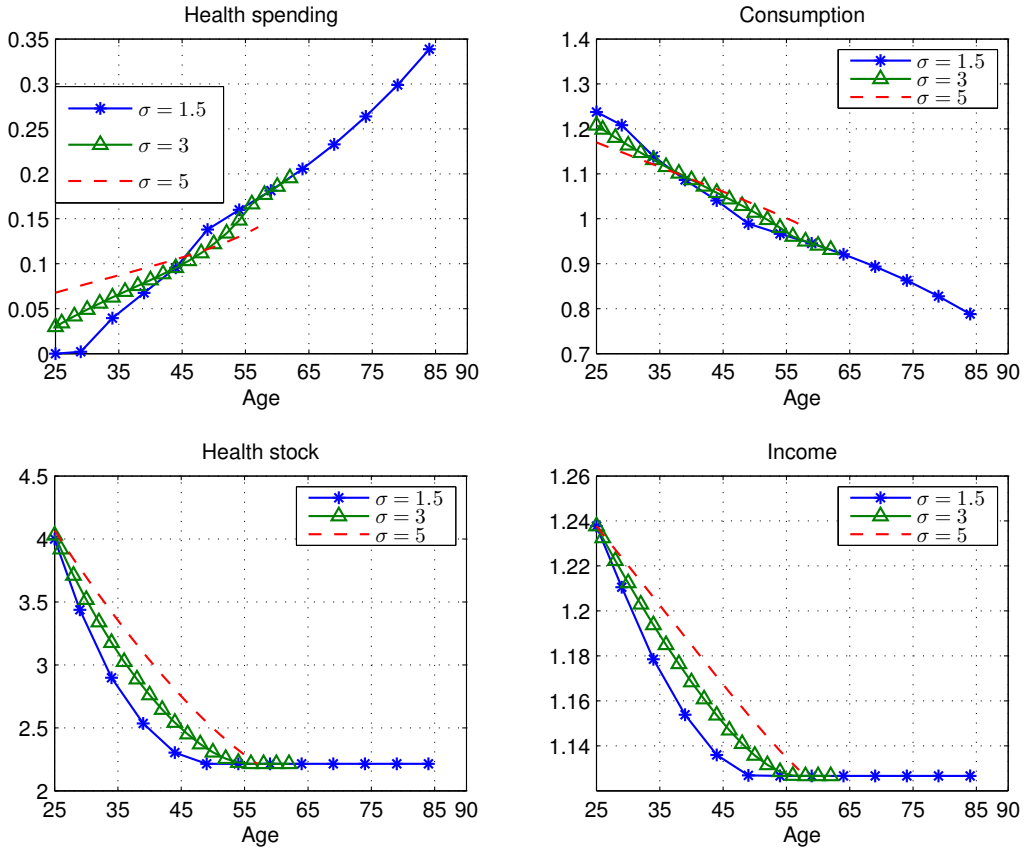 Health spending
0.35
0.3
0.25
0.2
0.15
0.1
0.05
0
σ = 1.5
σ = 3
σ = 5
25 35 45 55 65 75 85 90
Age
Consumption
1.4
1.3
1.2
1.1
1
0.9
0.8
0.7
σ = 1.5
σ = 3
σ = 5
25 35 45 55 65 75 85 90
Age
Health stock
4.5
4
3.5
3
2.5
2
σ = 1.5
σ = 3
σ = 5
25 35 45 55 65 75 85 90
Age
Income
1.26
1.24
1.22
1.2
1.18
1.16
1.14
σ = 1.5
σ = 3
σ = 5
25 35 45 55 65 75 85 90
Age